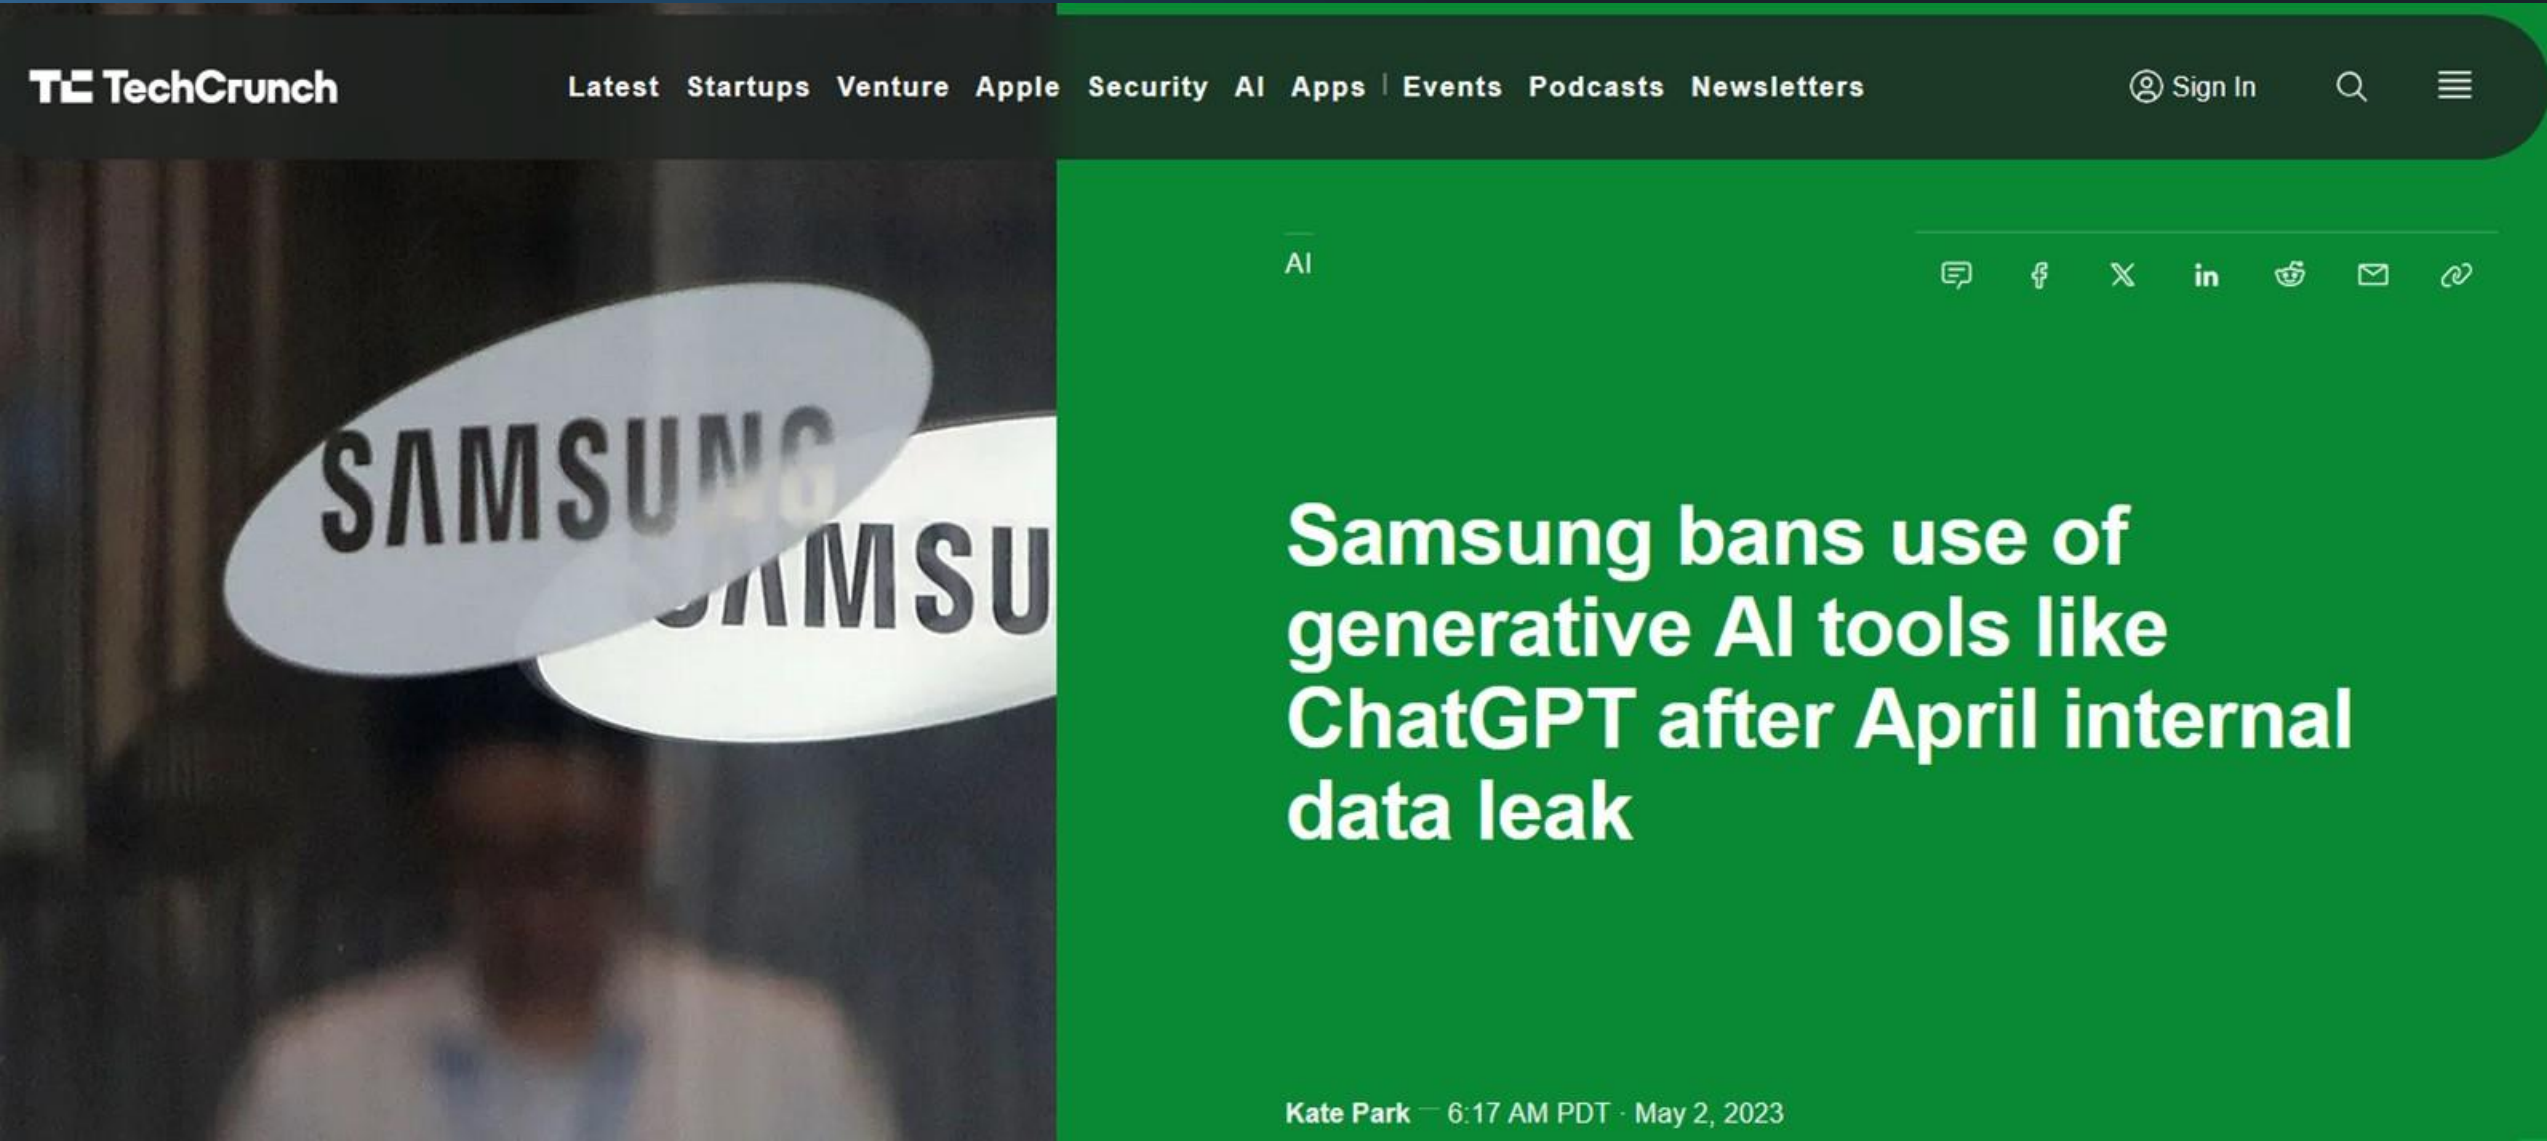 TechCrunch
Latest Startups Venture Apple Security AI Apps | Events Podcasts Newsletters
Sign In
AI
SAMSUNG
AMSU
Samsung bans use of
generative AI tools like
ChatGPT after April internal
data leak
Kate Park — 6:17 AM PDT · May 2, 2023